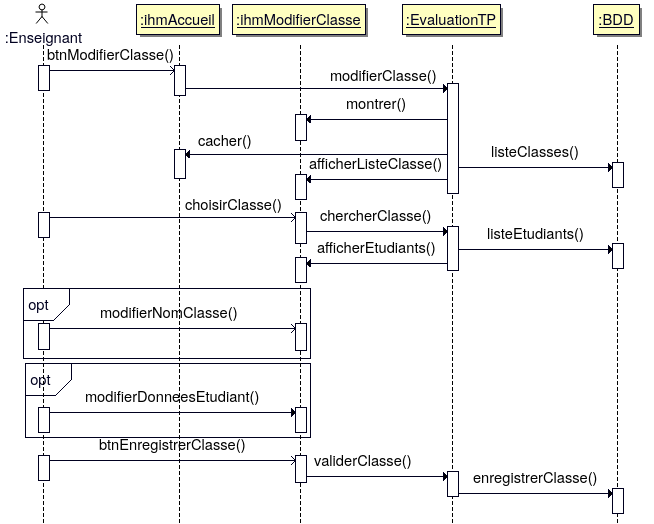 :ihmAccueil :ihmModifierClasse :EvaluationTP :BDD
:Enseignant
btnModifierClasse()
modifierClasse()
montrer()
cacher()
listeClasses()
afficherListeClasse()
choisirClasse()
chercherClasse()
listeEtudiants()
afficherEtudiants()
opt
modifierNomClasse()
opt
modifierDonneesEtudiant()
btnEnregistrerClasse()
validerClasse()
enregistrerClasse()